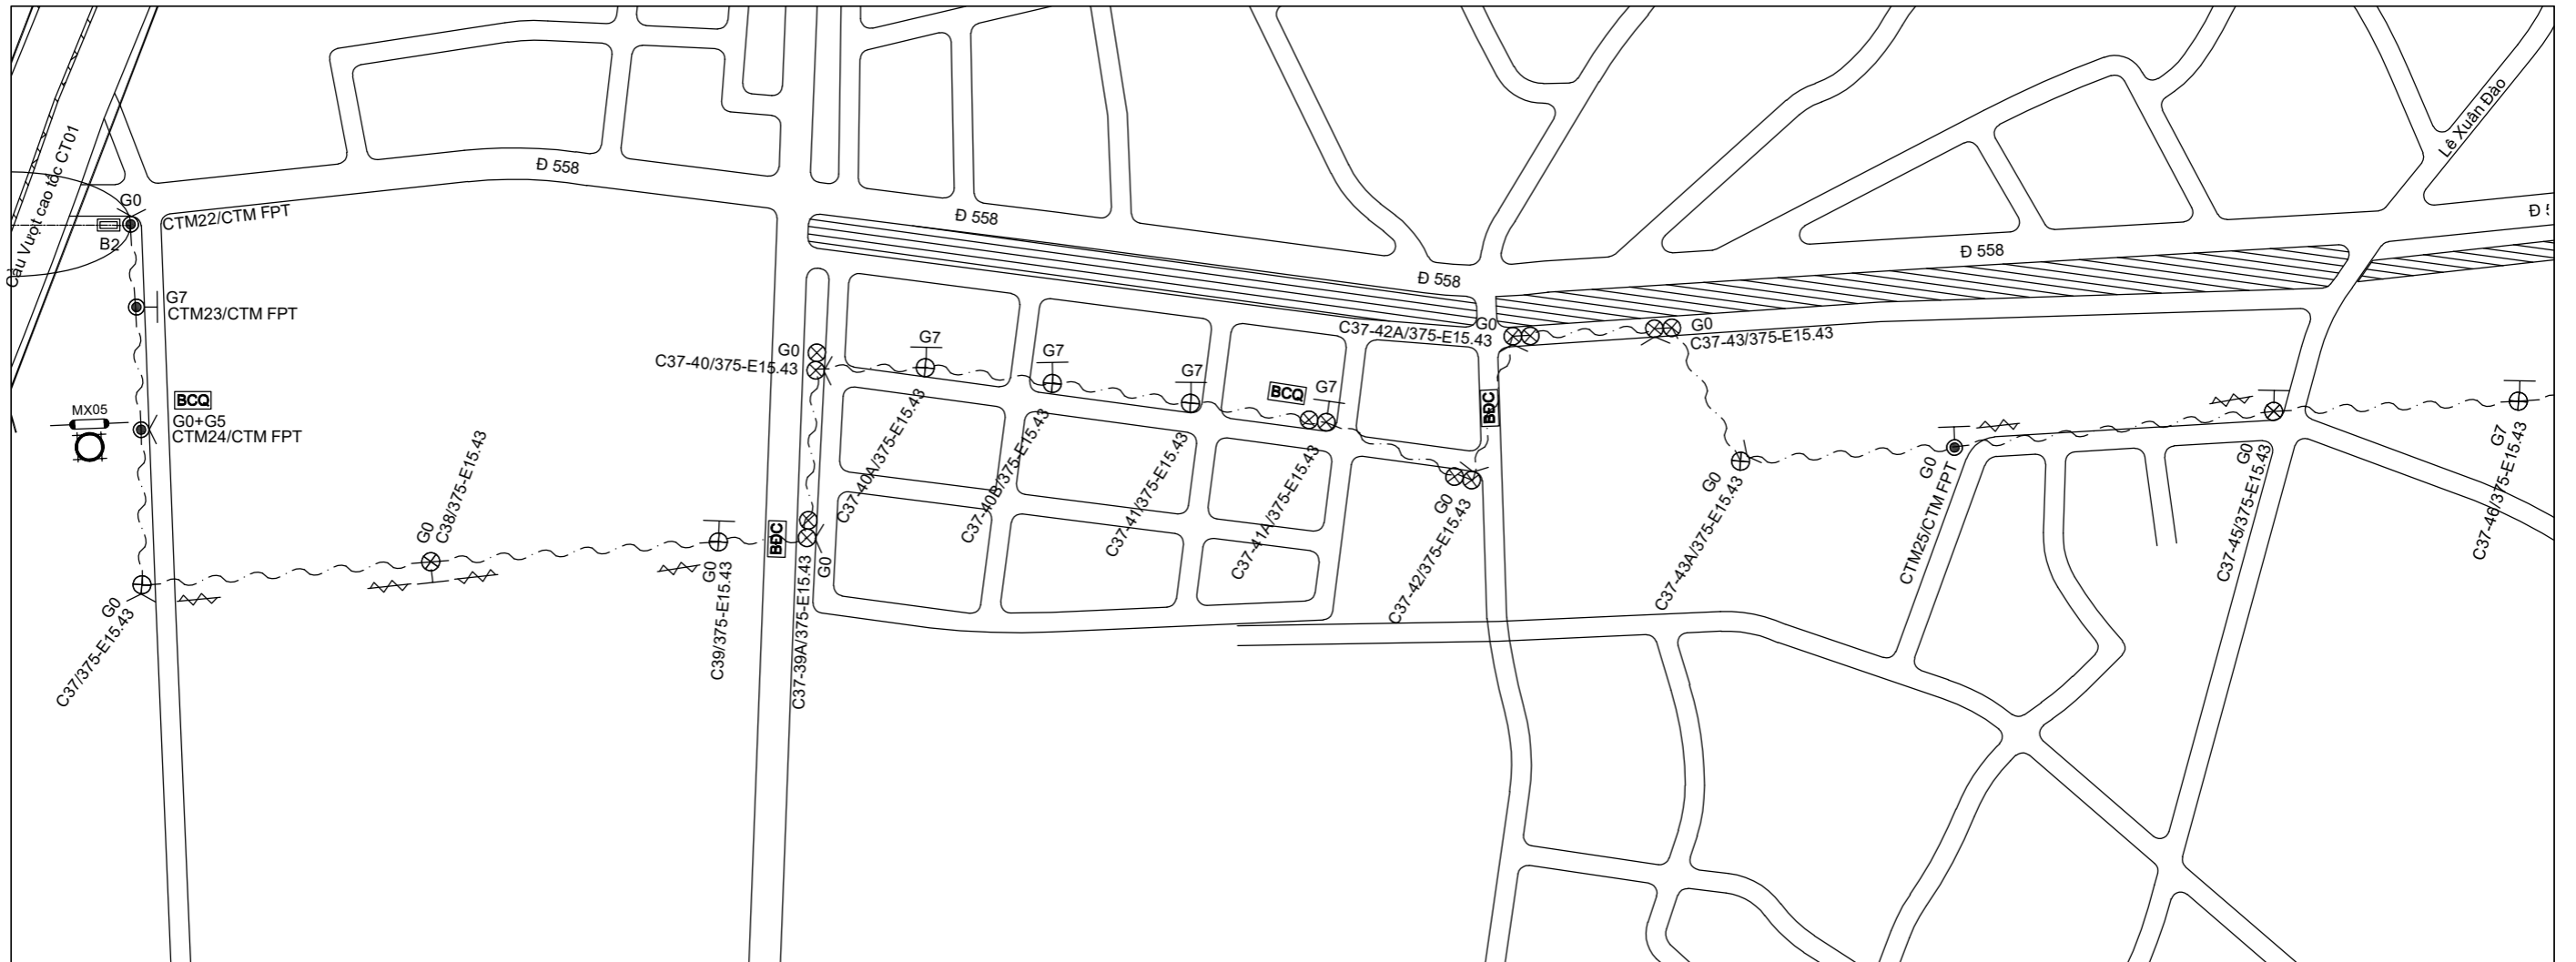 Cầu Vượt cao tốc CT01
Đ 558
G0
CTM22/CTM FPT
B2
G7
CTM23/CTM FPT
BCQ
MX05
G0+G5
CTM24/CTM FPT
G0
C37/375-E15.43
G0
C38/375-E15.43
G0
C39/375-E15.43
BĐC
C37-39A/375-E15.43
G0
G0
C37-40/375-E15.43
Đ 558
G7
C37-40A/375-E15.43
G7
C37-40B/375-E15.43
G7
C37-41/375-E15.43
BCQ
G7
C37-41A/375-E15.43
G0
C37-42/375-E15.43
BĐC
Đ 558
G0
C37-42A/375-E15.43
G0
C37-43/375-E15.43
G0
C37-43A/375-E15.43
G0
CTM25/CTM FPT
Đ 558
G0
C37-45/375-E15.43
G7
C37-46/375-E15.43
Lê Xuân Đào